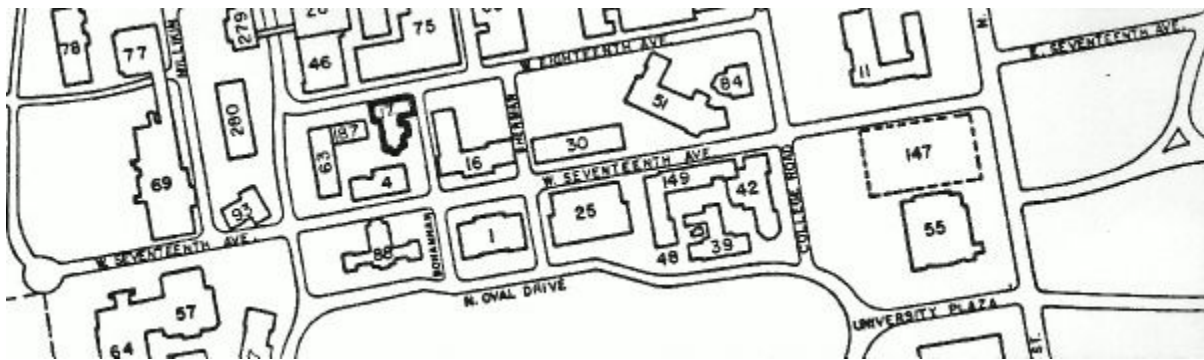 78
77
MILLIKIN
279
46
75
W. EIGHTEENTH AVE.
11
M.
E. SEVENTEENTH AVE.
280
187
17
63
4
16
30
51
84
69
93
W. SEVENTEENTH AVE.
147
W. SEVENTEENTH AVE.
88
BOHANNAN
1
25
149
42
48
39
COLLEGE ROAD
55
N. OVAL DRIVE
57
64
UNIVERSITY PLAZA
ST.